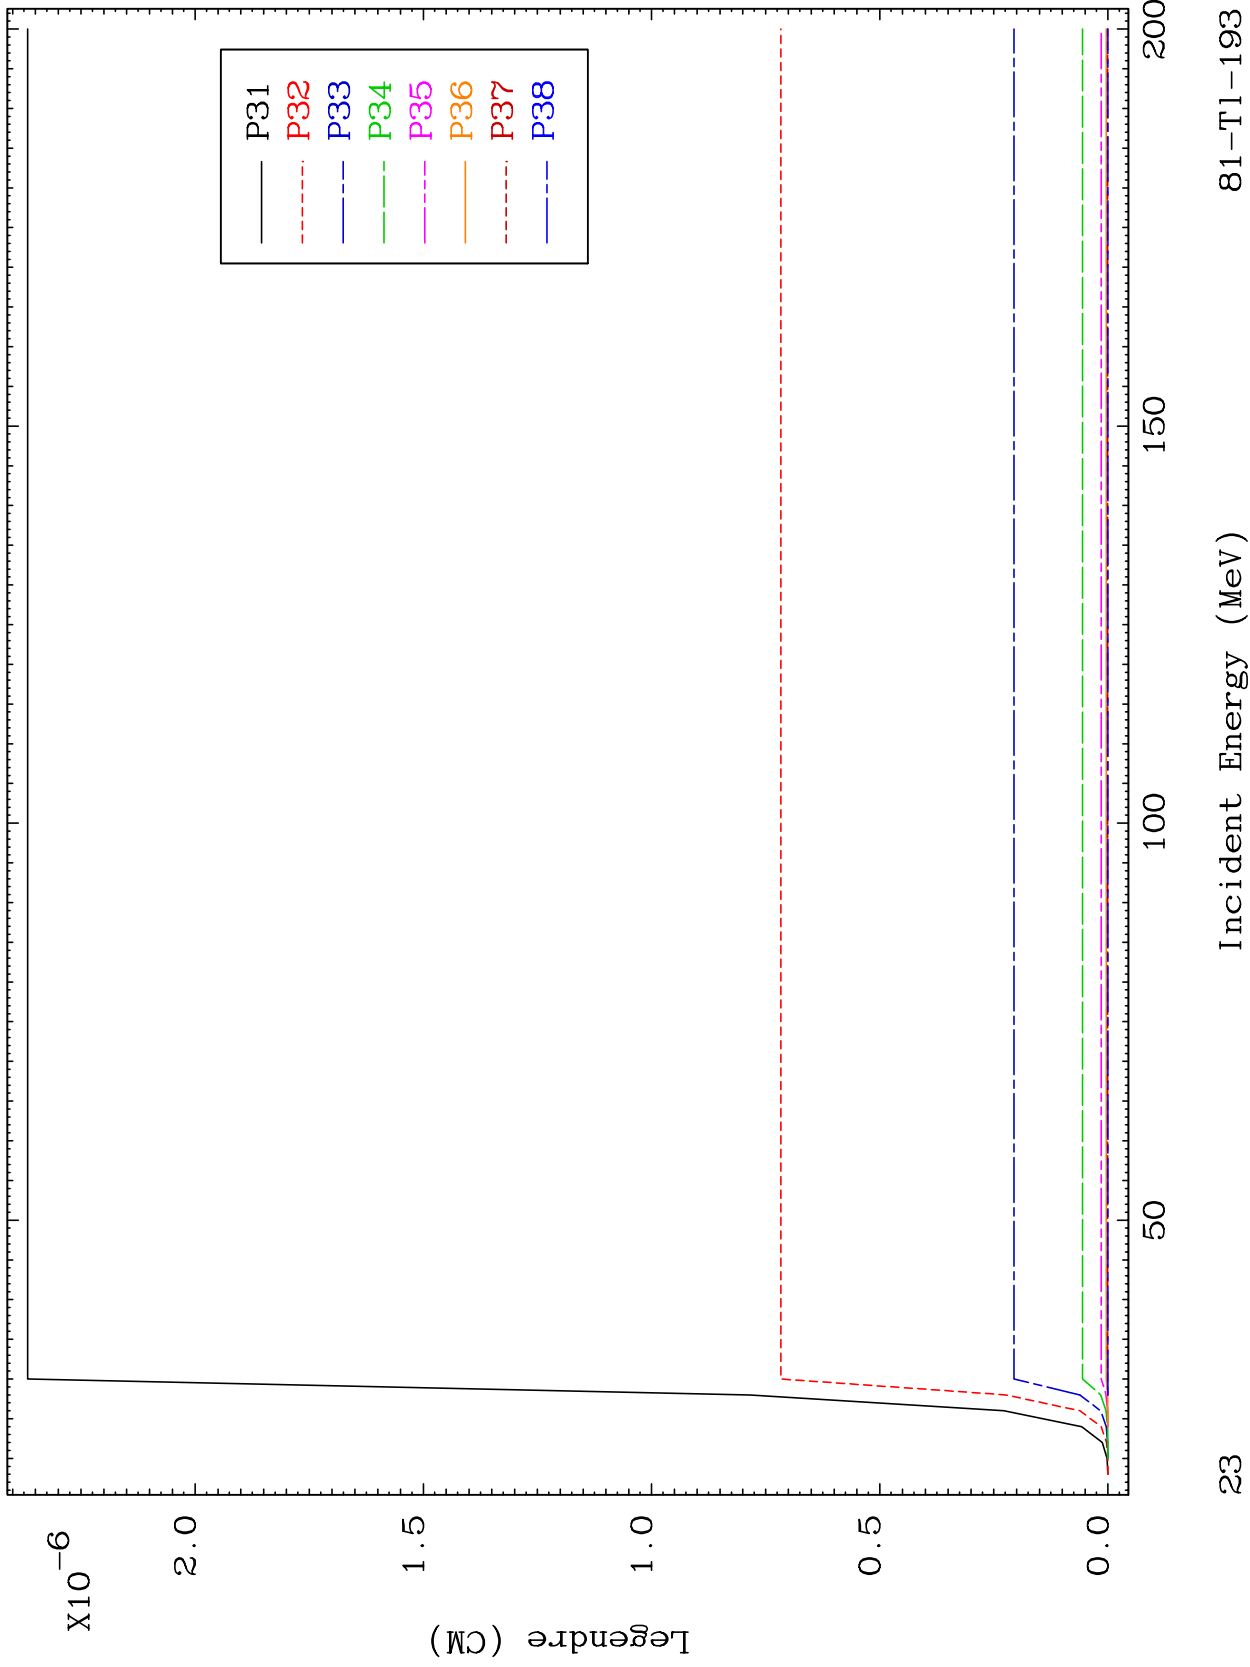 X10-6
2.0
1.5
1.0
0.5
0.0
Legendre (CM)
P31
P32
P33
P34
P35
P36
P37
P38
50
100
150
200
Incident Energy (MeV)
23
81-Tl-193